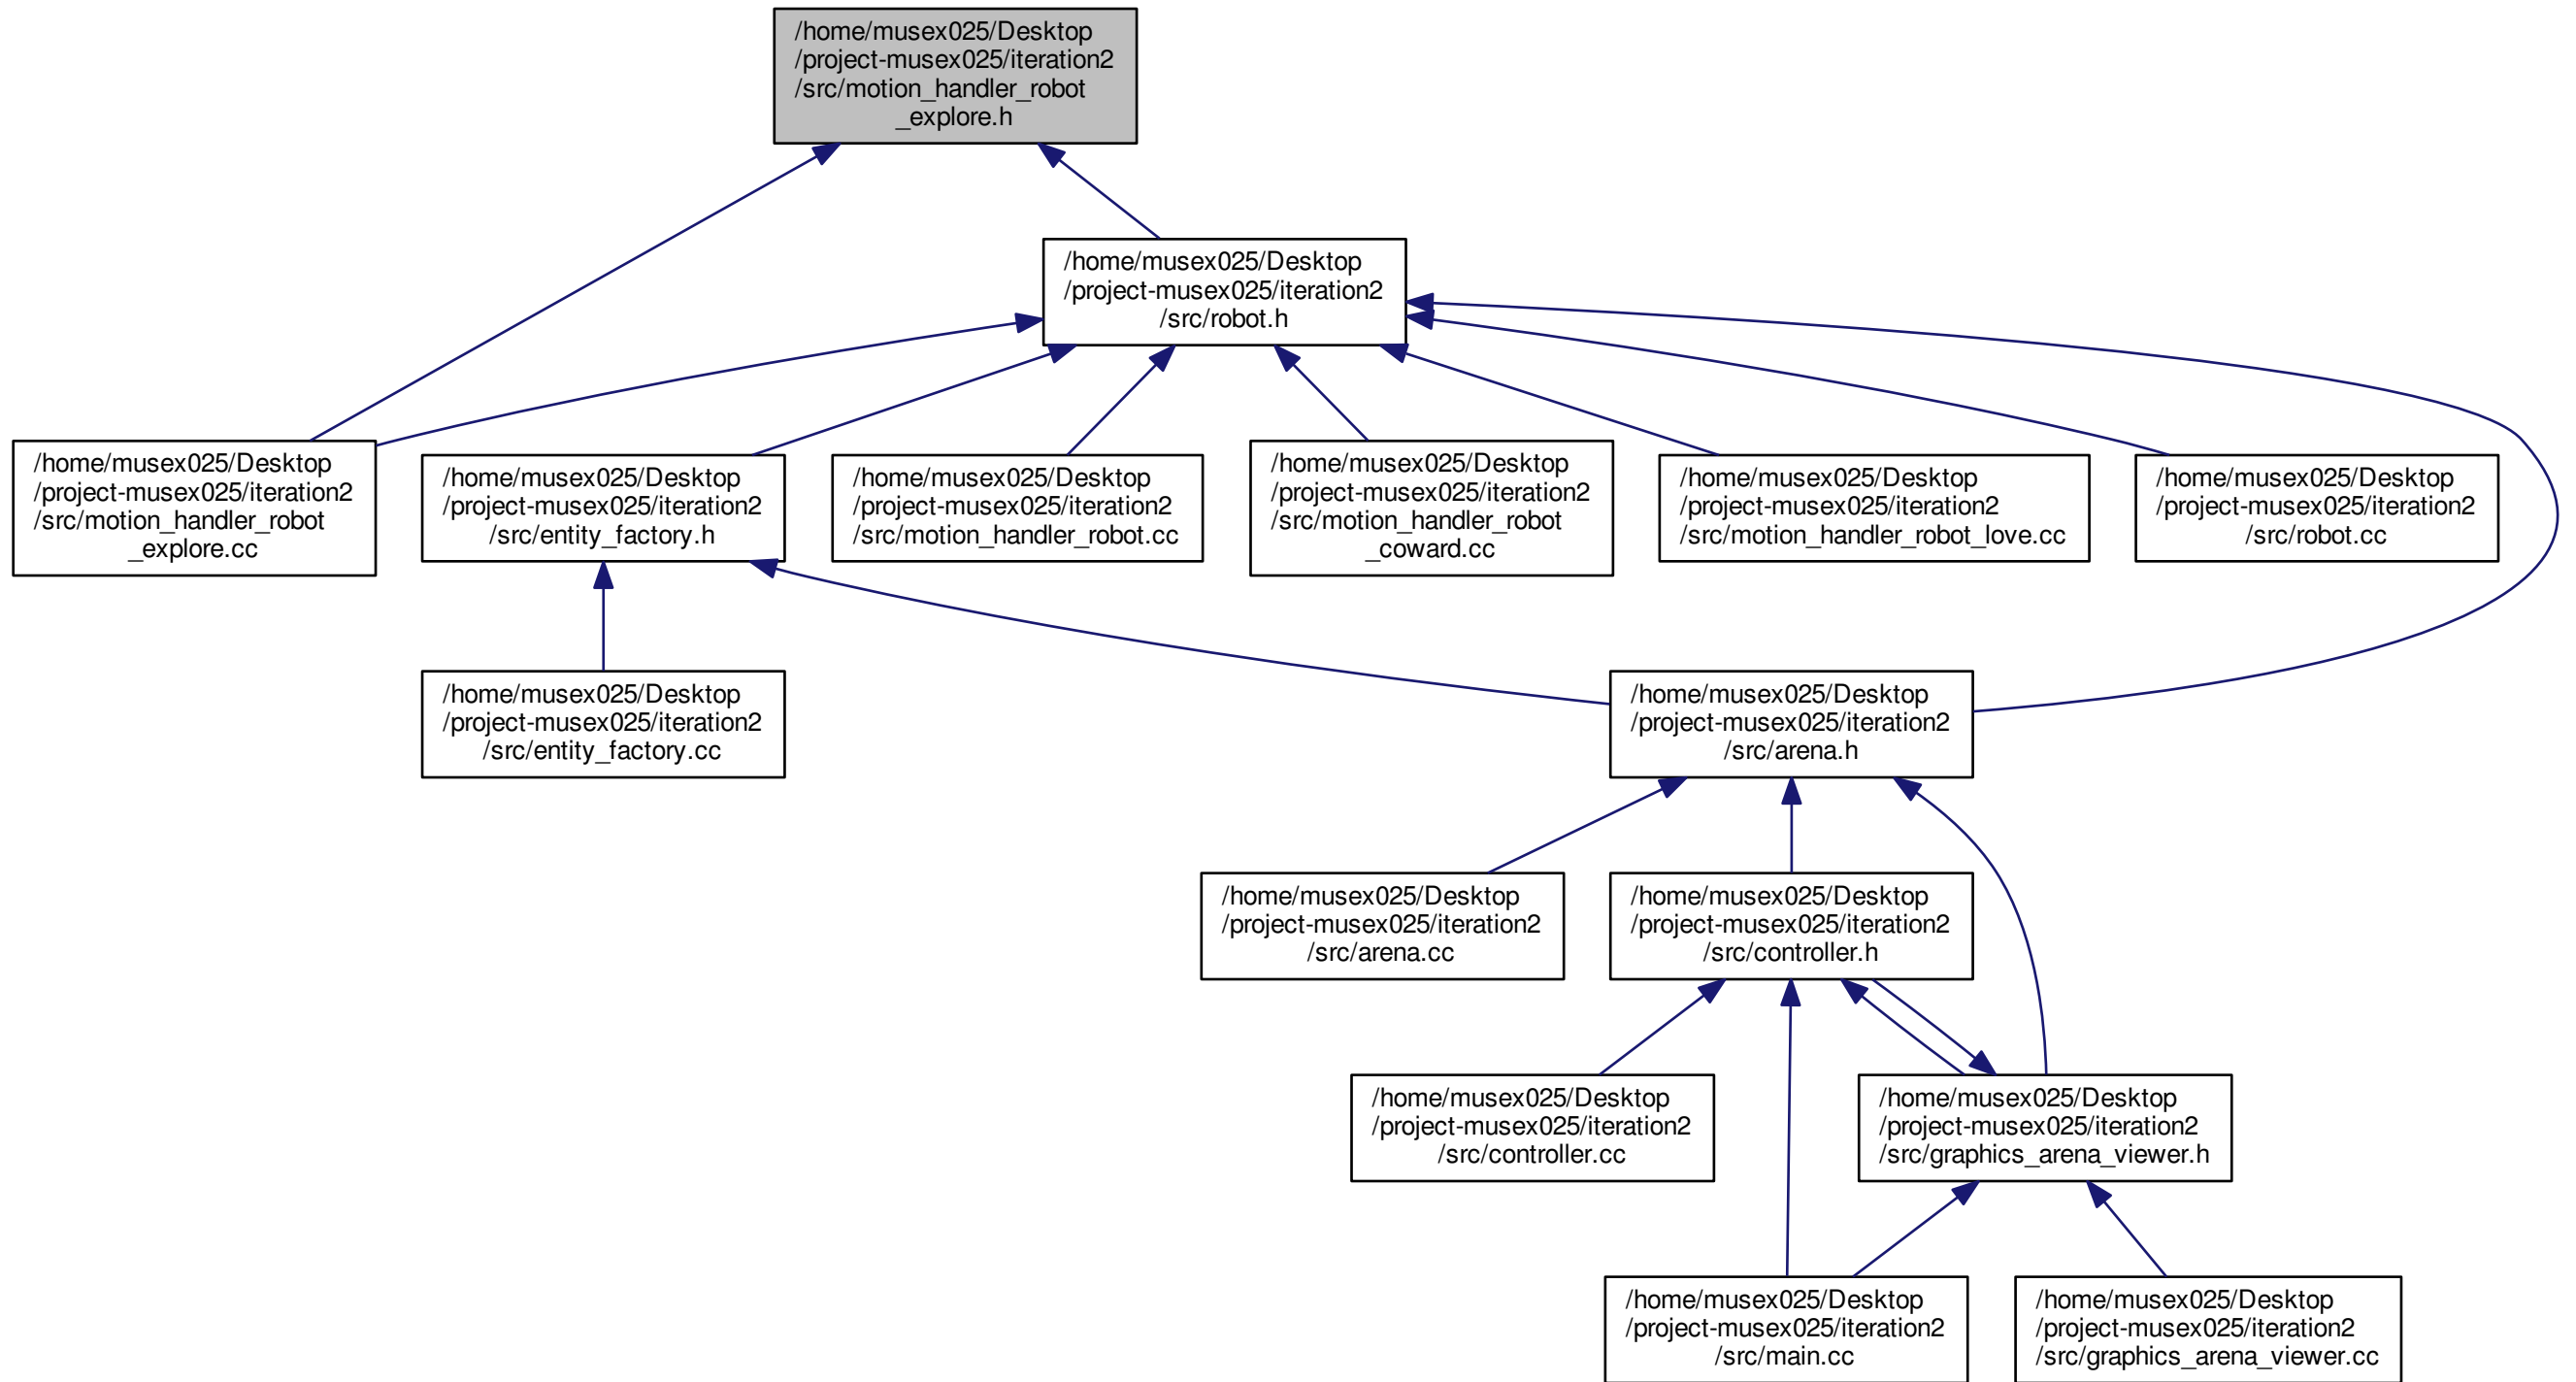 /home/musex025/Desktop
/project-musex025/iteration2
/src/motion_handler_robot
_explore.h
/home/musex025/Desktop
/project-musex025/iteration2
/src/robot.h
/home/musex025/Desktop
/project-musex025/iteration2
/src/motion_handler_robot
_explore.cc
/home/musex025/Desktop
/project-musex025/iteration2
/src/entity_factory.h
/home/musex025/Desktop
/project-musex025/iteration2
/src/motion_handler_robot.cc
/home/musex025/Desktop
/project-musex025/iteration2
/src/motion_handler_robot
_coward.cc
/home/musex025/Desktop
/project-musex025/iteration2
/src/motion_handler_robot_love.cc
/home/musex025/Desktop
/project-musex025/iteration2
/src/robot.cc
/home/musex025/Desktop
/project-musex025/iteration2
/src/entity_factory.cc
/home/musex025/Desktop
/project-musex025/iteration2
/src/arena.h
/home/musex025/Desktop
/project-musex025/iteration2
/src/arena.cc
/home/musex025/Desktop
/project-musex025/iteration2
/src/controller.h
/home/musex025/Desktop
/project-musex025/iteration2
/src/controller.cc
/home/musex025/Desktop
/project-musex025/iteration2
/src/graphics_arena_viewer.h
/home/musex025/Desktop
/project-musex025/iteration2
/src/main.cc
/home/musex025/Desktop
/project-musex025/iteration2
/src/graphics_arena_viewer.cc